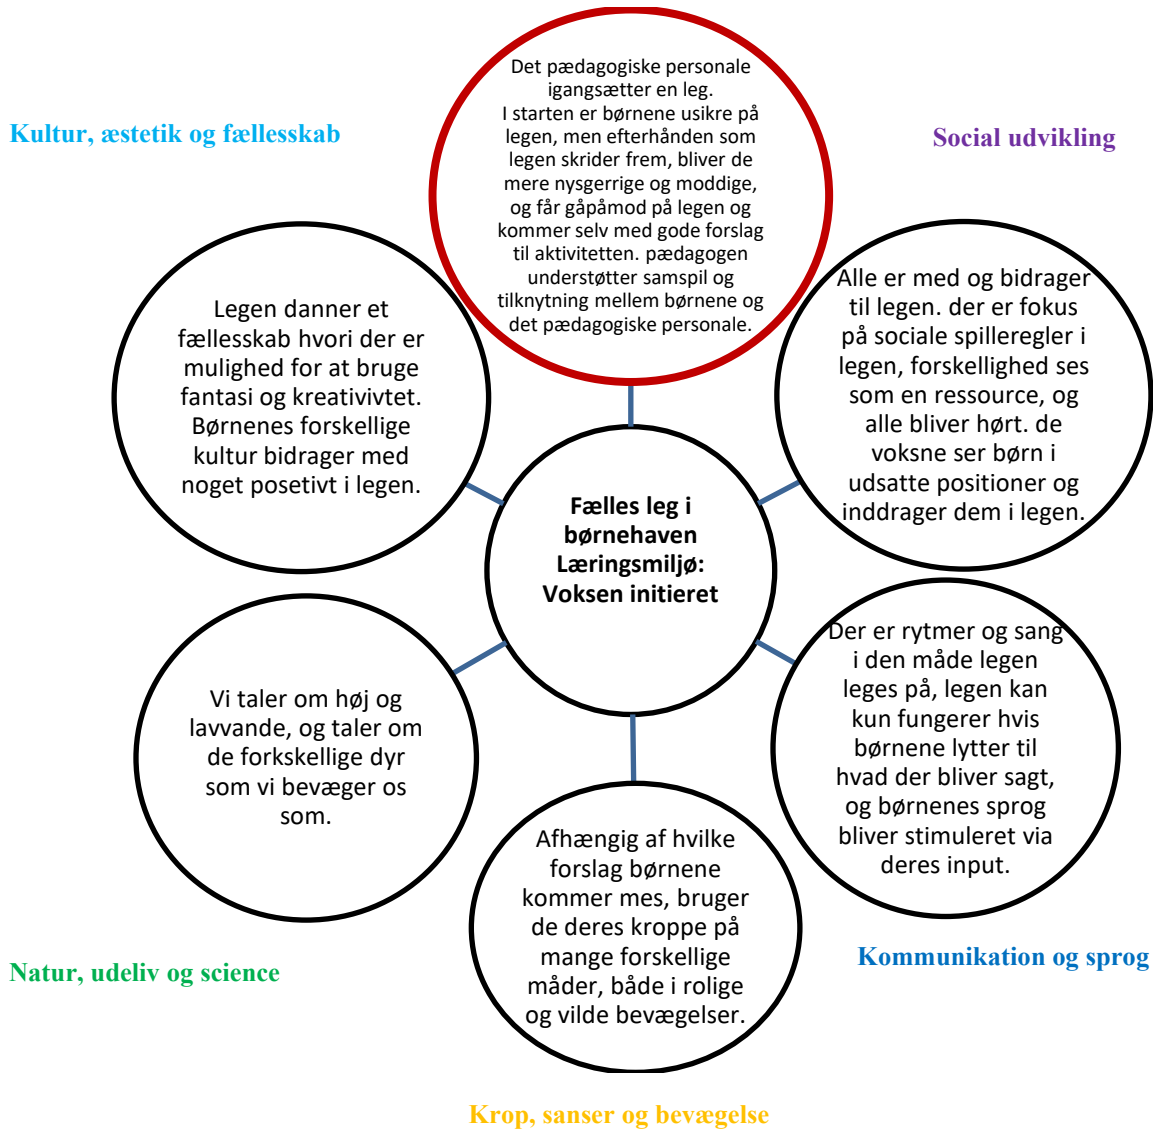 Det pædagogiske personale
igangsætter en leg.
I starten er børnene usikre på
legen, men efterhånden som
legen skrider frem, bliver de
mere nysgerrige og moddige,
og får gåpåmod på legen og
kommer selv med gode forslag
til aktivitetten. pædagogen
understøtter samspil og
tilknytning mellem børnene og
det pædagogiske personale.
Kultur, æstetik og fællesskab
Social udvikling
Legen danner et
fællesskab hvori der er
mulighed for at bruge
fantasi og kreativivtet.
Børnenes forskellige
kultur bidrager med
noget posetivt i legen.
Alle er med og bidrager
til legen. der er fokus
på sociale spilleregler i
legen, forskellighed ses
som en ressource, og
alle bliver hørt. de
voksne ser børn i
udsatte positioner og
inddrager dem i legen.
Fælles leg i
børnehaven
Læringsmiljø:
Voksen initieret
Vi taler om høj og
lavvande, og taler om
de forkskellige dyr
som vi bevæger os
som.
Der er rytmer og sang
i den måde legen
leges på, legen kan
kun fungerer hvis
børnene lytter til
hvad der bliver sagt,
og børnenes sprog
bliver stimuleret via
deres input.
Afhængig af hvilke
forslag børnene
kommer mes, bruger
de deres kroppe på
mange forskellige
måder, både i rolige
og vilde bevægelser.
Natur, udeliv og science
Kommunikation og sprog
Krop, sanser og bevægelse